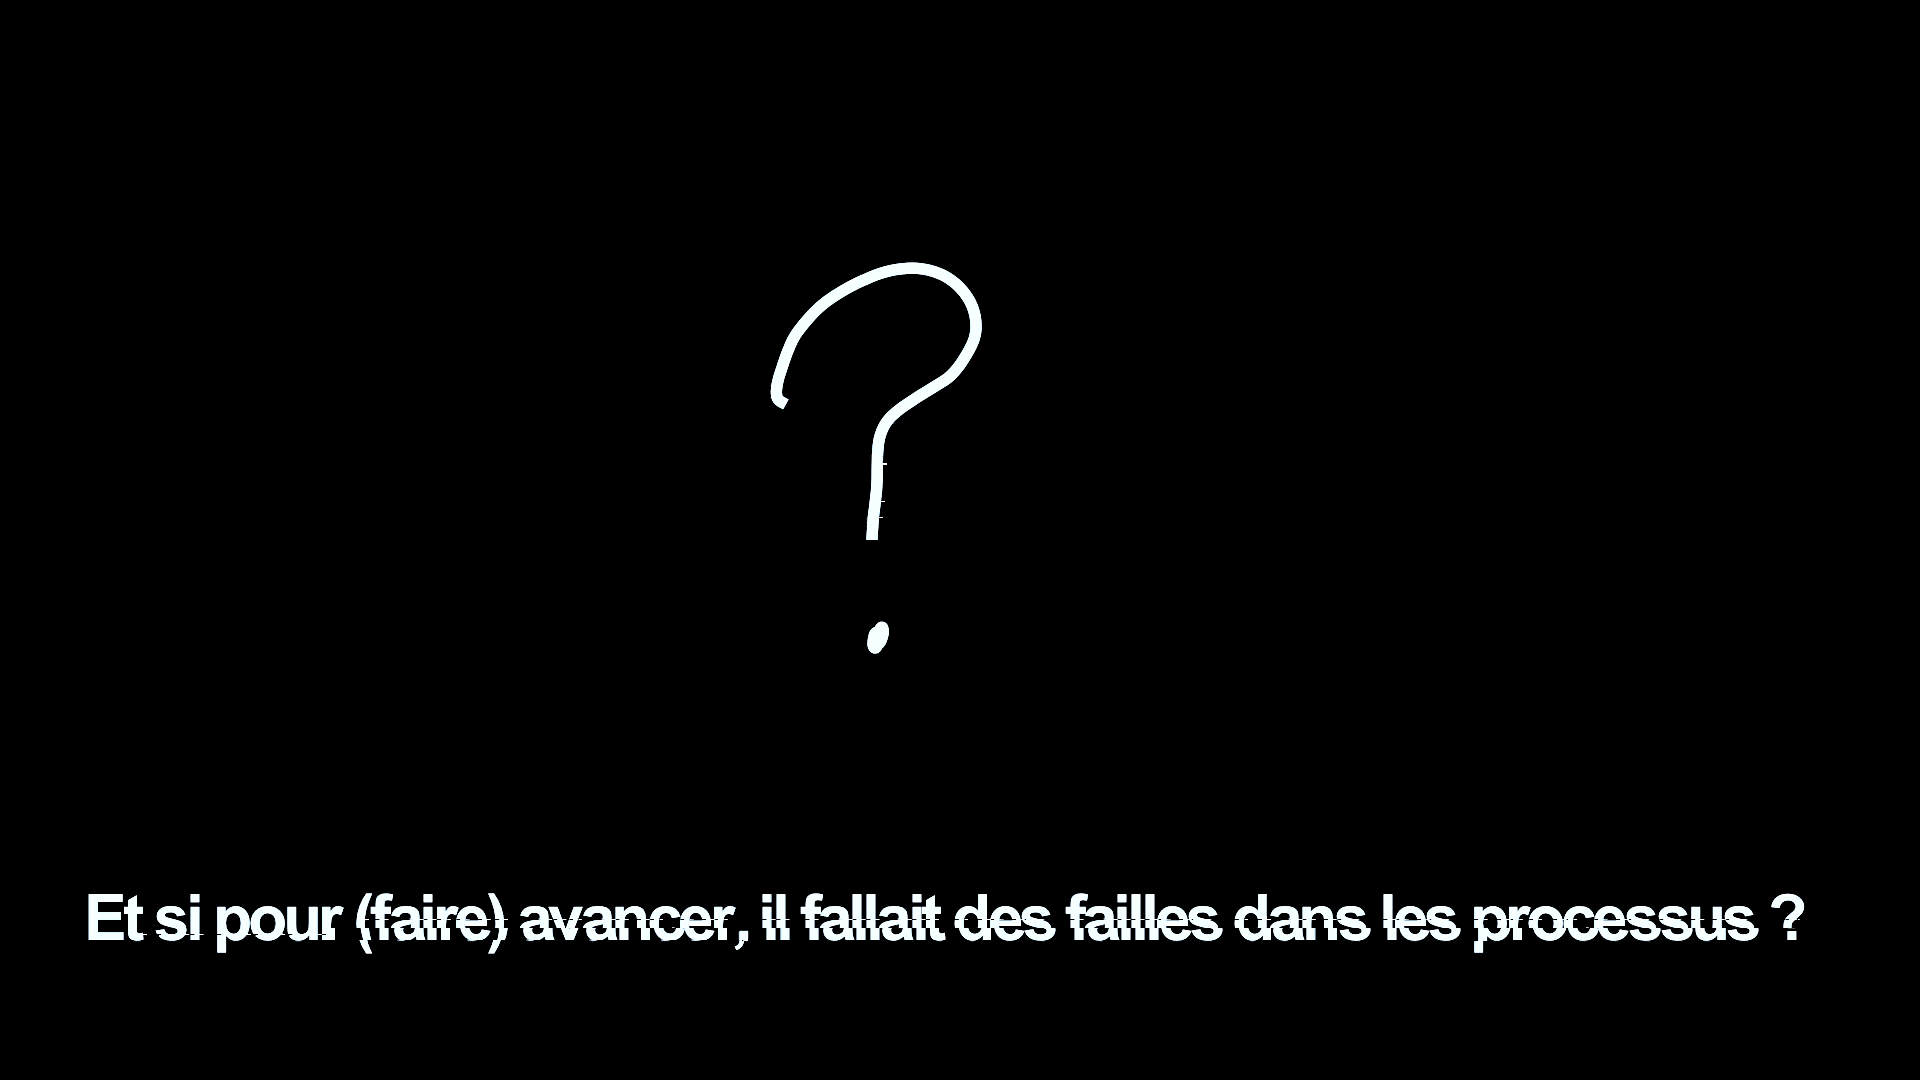 ?
Et si pour (faire) avancer, il fallait des failles dans les processus ?